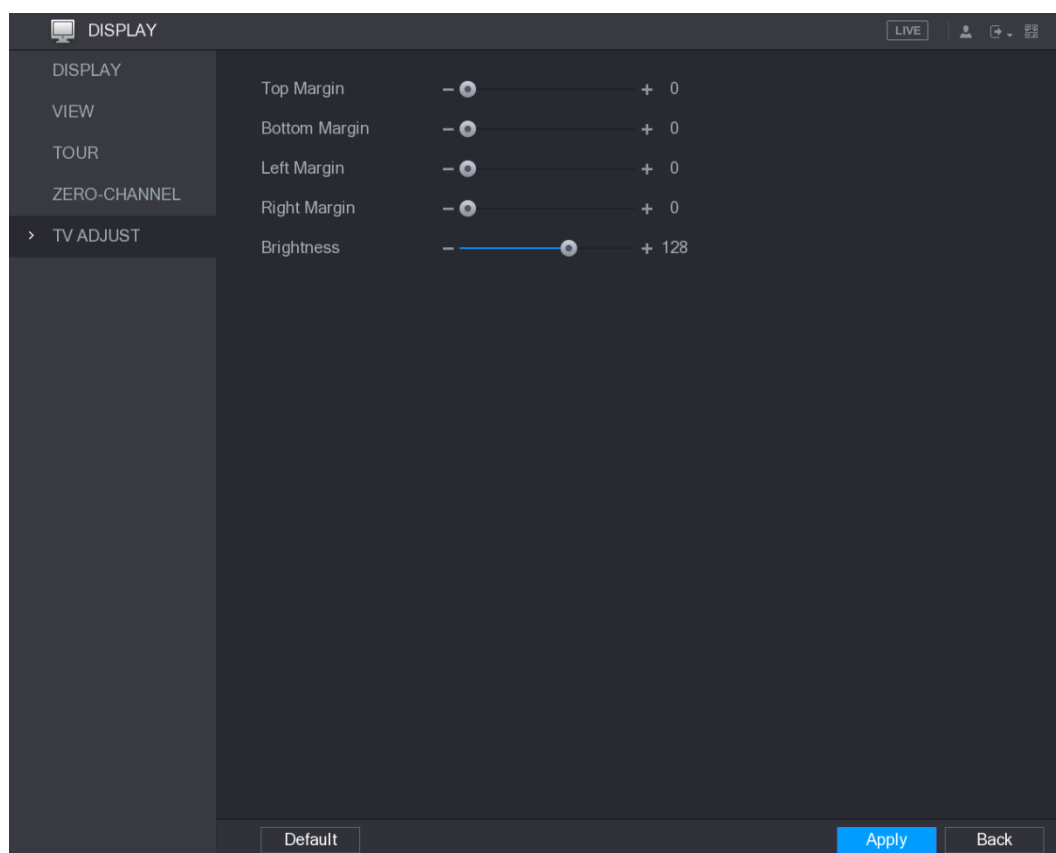 DISPLAY
LIVE
DISPLAY
VIEW
TOUR
ZERO-CHANNEL
> TV ADJUST
Top Margin - + 0
Bottom Margin - + 0
Left Margin - + 0
Right Margin - + 0
Brightness - + 128
Default
Apply
Back